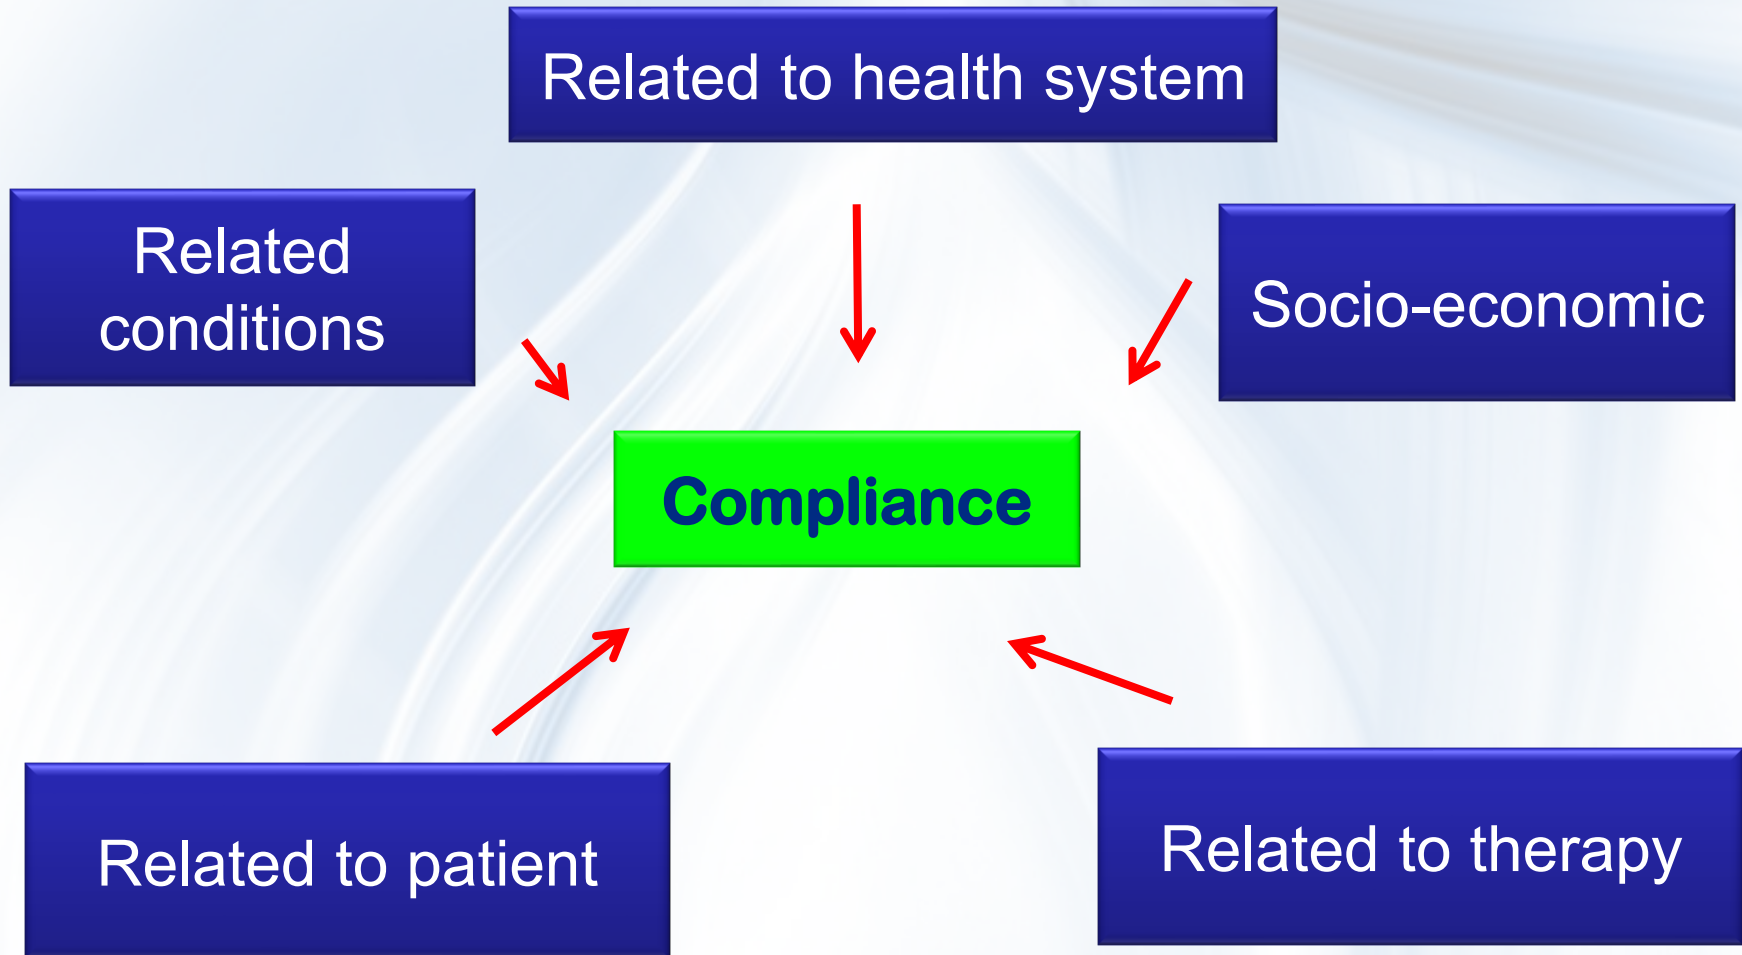 Related to health system
Related
conditions
Socio-economic
Compliance
Related to patient
Related to therapy